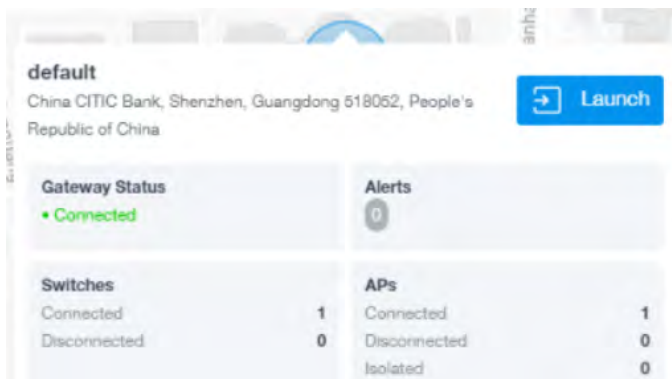 default
China CITIC Bank, Shenzhen, Guangdong 518052, People's
Republic of China
Launch
Gateway Status
• Connected
Alerts
0
Switches
Connected 1
Disconnected 0
APs
Connected 1
Disconnected 0
Isolated 0